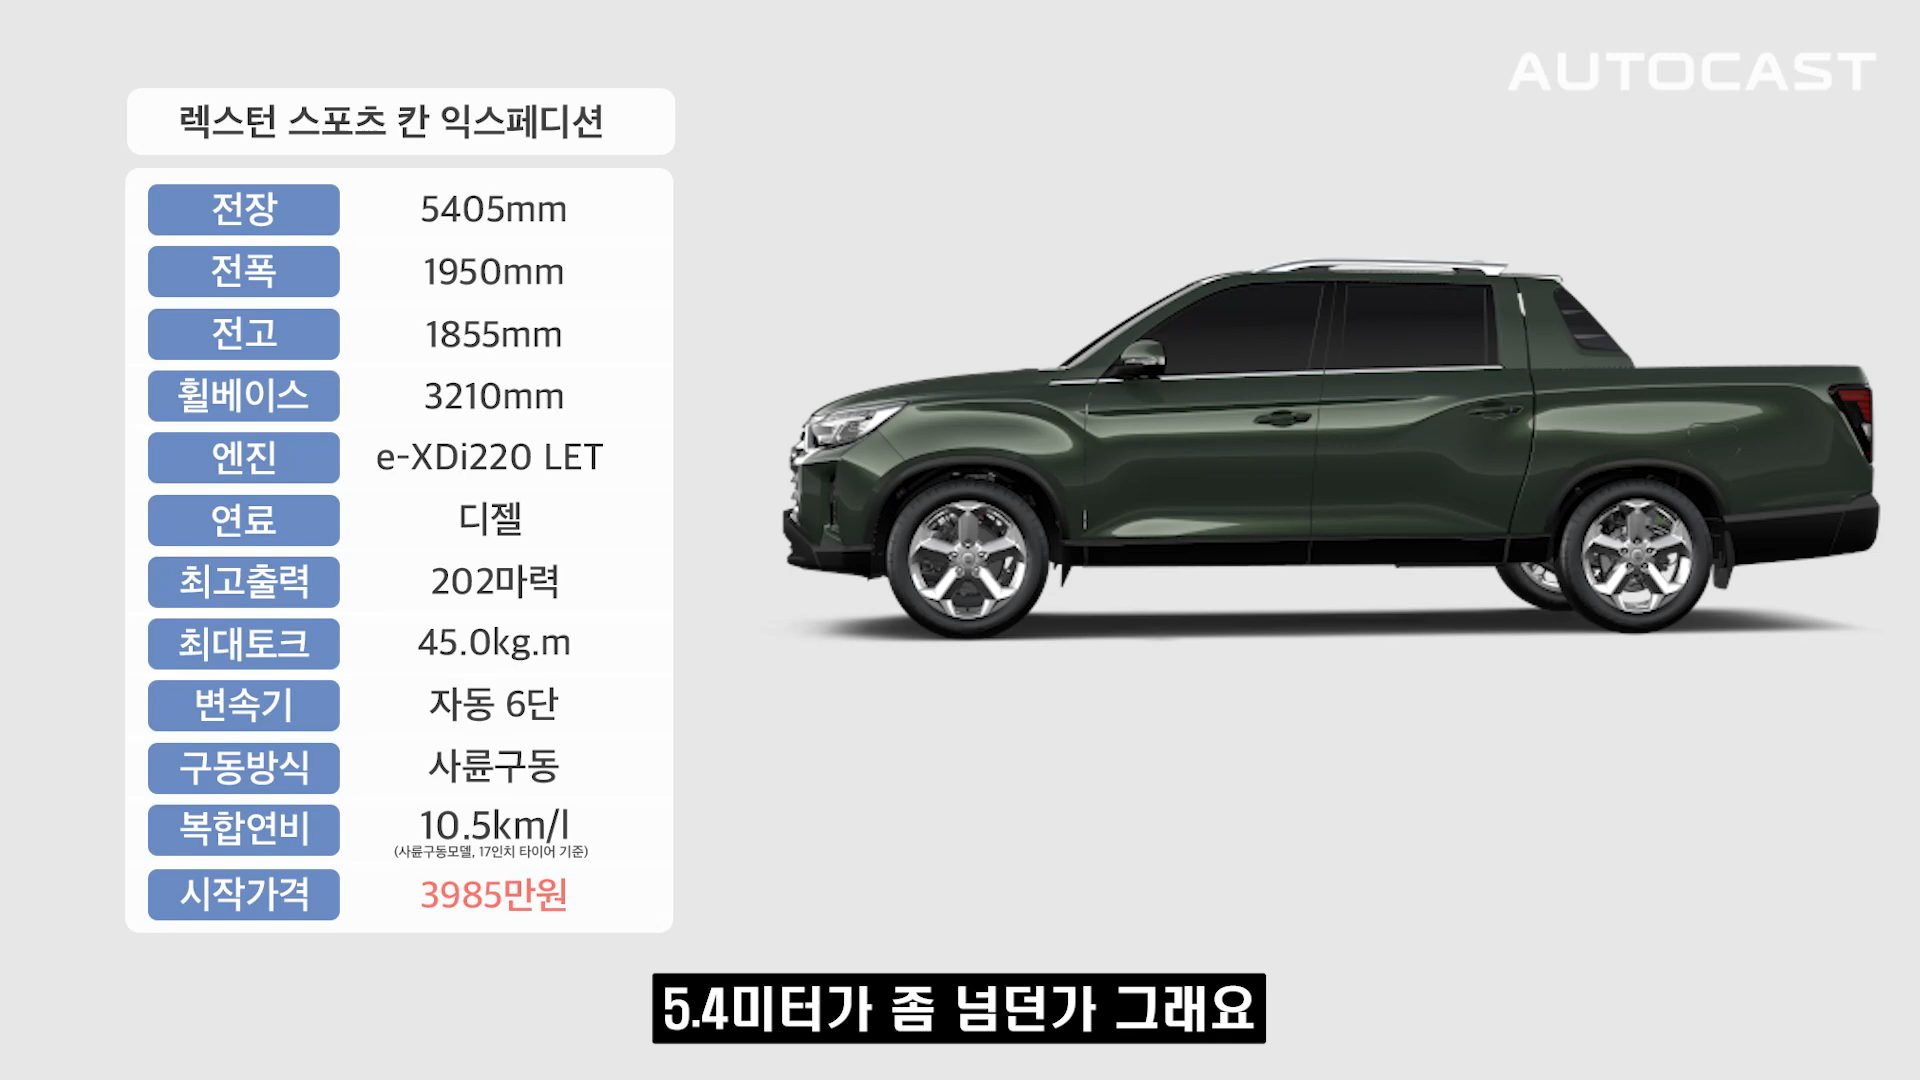 AUTOCAST
렉스턴 스포츠 칸 익스페디션
전장 5405mm
전폭 1950mm
전고 1855mm
휠베이스 3210mm
엔진 e-XDi220 LET
연료 디젤
최고출력 202마력
최대토크 45.0kg.m
변속기 자동 6단
구동방식 사륜구동
복합연비 10.5km/l
(사륜구동모델, 17인치 타이어 기준)
시작가격 3985만원
5.4미터가 좀 넘던가 그래요